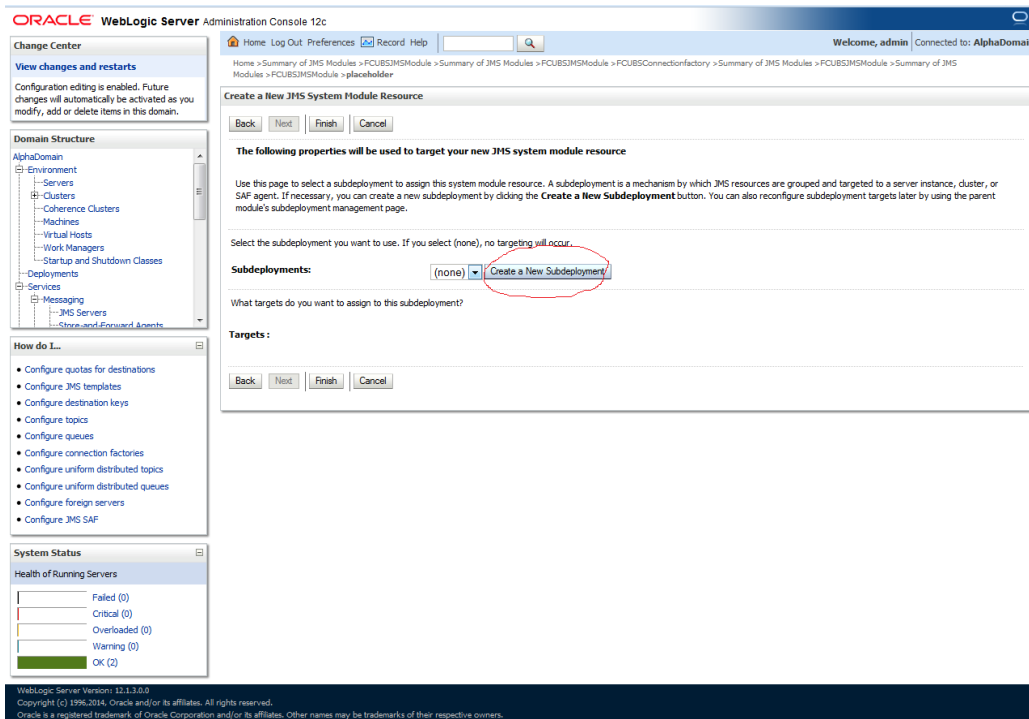 ORACLE WebLogic Server Administration Console 12c
Change Center
View changes and restarts
Configuration editing is enabled. Future
changes will automatically be activated as you
modify, add or delete items in this domain.
Domain Structure
AlphaDomain
Environment
Servers
Clusters
Coherence Clusters
Machines
Virtual Hosts
Work Managers
Startup and Shutdown Classes
Deployments
Services
Messaging
JMS Servers
Store-and-Forward Agents
How do I...
Configure quotas for destinations
Configure JMS templates
Configure destination keys
Configure topics
Configure queues
Configure connection factories
Configure uniform distributed topics
Configure uniform distributed queues
Configure foreign servers
Configure JMS SAF
System Status
Health of Running Servers
Failed (0)
Critical (0)
Overloaded (0)
Warning (0)
OK (2)
Home Log Out Preferences Record Help
Welcome, admin Connected to: AlphaDomai
Home >Summary of JMS Modules >FCUBSJMSModule >Summary of JMS Modules >FCUBSJMSModule >FCUBSConnectionfactory >Summary of JMS Modules >FCUBSJMSModule >Summary of JMS
Modules >FCUBSJMSModule >placeholder
Create a New JMS System Module Resource
Back Next Finish Cancel
The following properties will be used to target your new JMS system module resource
Use this page to select a subdeployment to assign this system module resource. A subdeployment is a mechanism by which JMS resources are grouped and targeted to a server instance, cluster, or
SAF agent. If necessary, you can create a new subdeployment by clicking the Create a New Subdeployment button. You can also reconfigure subdeployment targets later by using the parent
module's subdeployment management page.
Select the subdeployment you want to use. If you select (none), no targeting will occur.
Subdeployments: (none) Create a New Subdeployment
What targets do you want to assign to this subdeployment?
Targets :
Back Next Finish Cancel
WebLogic Server Version: 12.1.3.0.0
Copyright (c) 1996,2014, Oracle and/or its affiliates. All rights reserved.
Oracle is a registered trademark of Oracle Corporation and/or its affiliates. Other names may be trademarks of their respective owners.